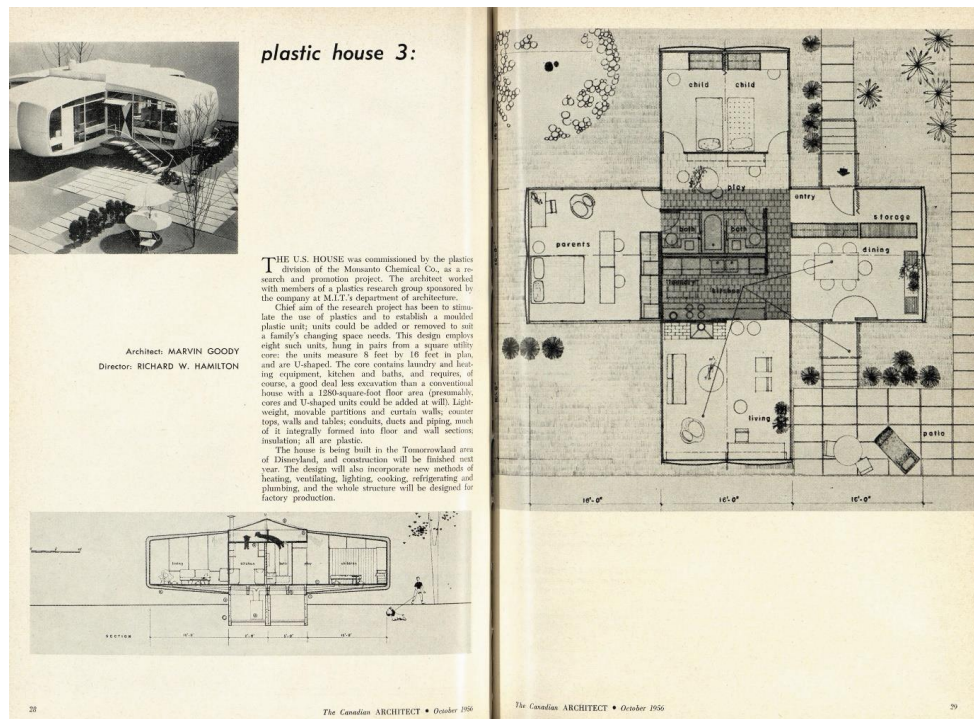 plastic house 3:
THE U.S. HOUSE was commissioned by the plastics
division of the Monsanto Chemical Co., as a re-
search and promotion project. The architect worked
with members of a plastics research group sponsored by
the company at M.I.T.'s department of architecture.
Chief aim of the research project has been to stimu-
late the use of plastics and to establish a moulded
plastic unit; units could be added or removed to suit
a family's changing space needs. This design employs
eight such units, hung in pairs from a square utility
core: the units measure 8 feet by 16 feet in plan,
and are U-shaped. The core contains laundry and heat-
ing equipment, kitchen and baths, and requires, of
course, a good deal less excavation than a conventional
house with a 1280-square-foot floor area (presumably,
cores and U-shaped units could be added at will). Light-
weight, movable partitions and curtain walls; counter
tops, walls and tables; conduits, ducts and piping, much
of it integrally formed into floor and wall sections;
insulation; all are plastic.
The house is being built in the Tomorrowland area
of Disneyland, and construction will be finished next
year. The design will also incorporate new methods of
heating, ventilating, lighting, cooking, refrigerating and
plumbing, and the whole structure will be designed for
factory production.
Architect: MARVIN GOODY
Director: RICHARD W. HAMILTON
SECTION
28
The Canadian ARCHITECT • October 1956
child child
play
entry
storage
parents
bath bath
dining
laundry
kitchen
living
patio
16'-0" 16'-0" 16'-0"
The Canadian ARCHITECT • October 1956
29